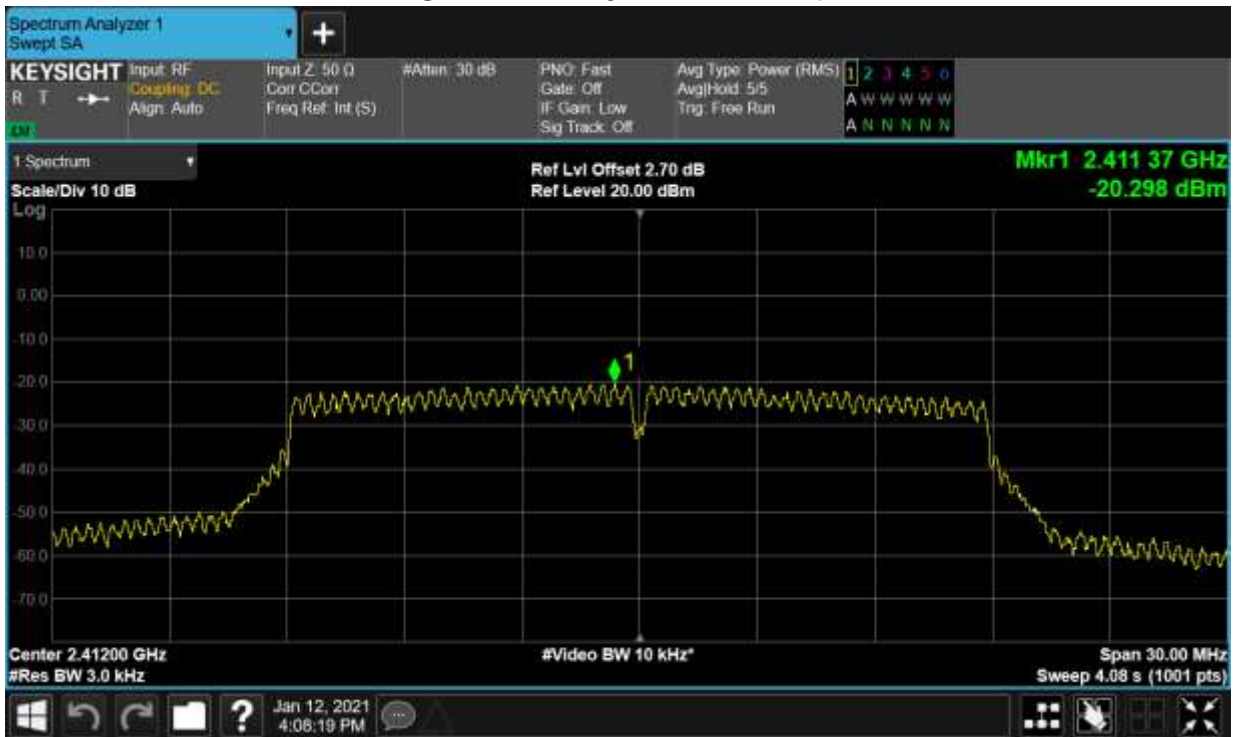 Spectrum Analyzer 1
Swept SA
+
KEYSIGHT
R T
Input: RF
Coupling: DC
Align: Auto
Input Z: 50 Ω
Corr CCorr
Freq Ref: Int (S)
#Atten: 30 dB
PNO: Fast
Gate: Off
IF Gain: Low
Sig Track: Off
Avg Type: Power (RMS)
Avg|Hold: 5/5
Trig: Free Run
1 2 3 4 5 6
A W W W W W
A N N N N N
1 Spectrum
Scale/Div 10 dB
Log
Ref Lvl Offset 2.70 dB
Ref Level 20.00 dBm
Mkr1 2.411 37 GHz
-20.298 dBm
10.0
0.00
-10.0
-20.0
-30.0
-40.0
-50.0
-60.0
-70.0
1
Center 2.41200 GHz
#Res BW 3.0 kHz
#Video BW 10 kHz*
Span 30.00 MHz
Sweep 4.08 s (1001 pts)
?
Jan 12, 2021
4:08:19 PM